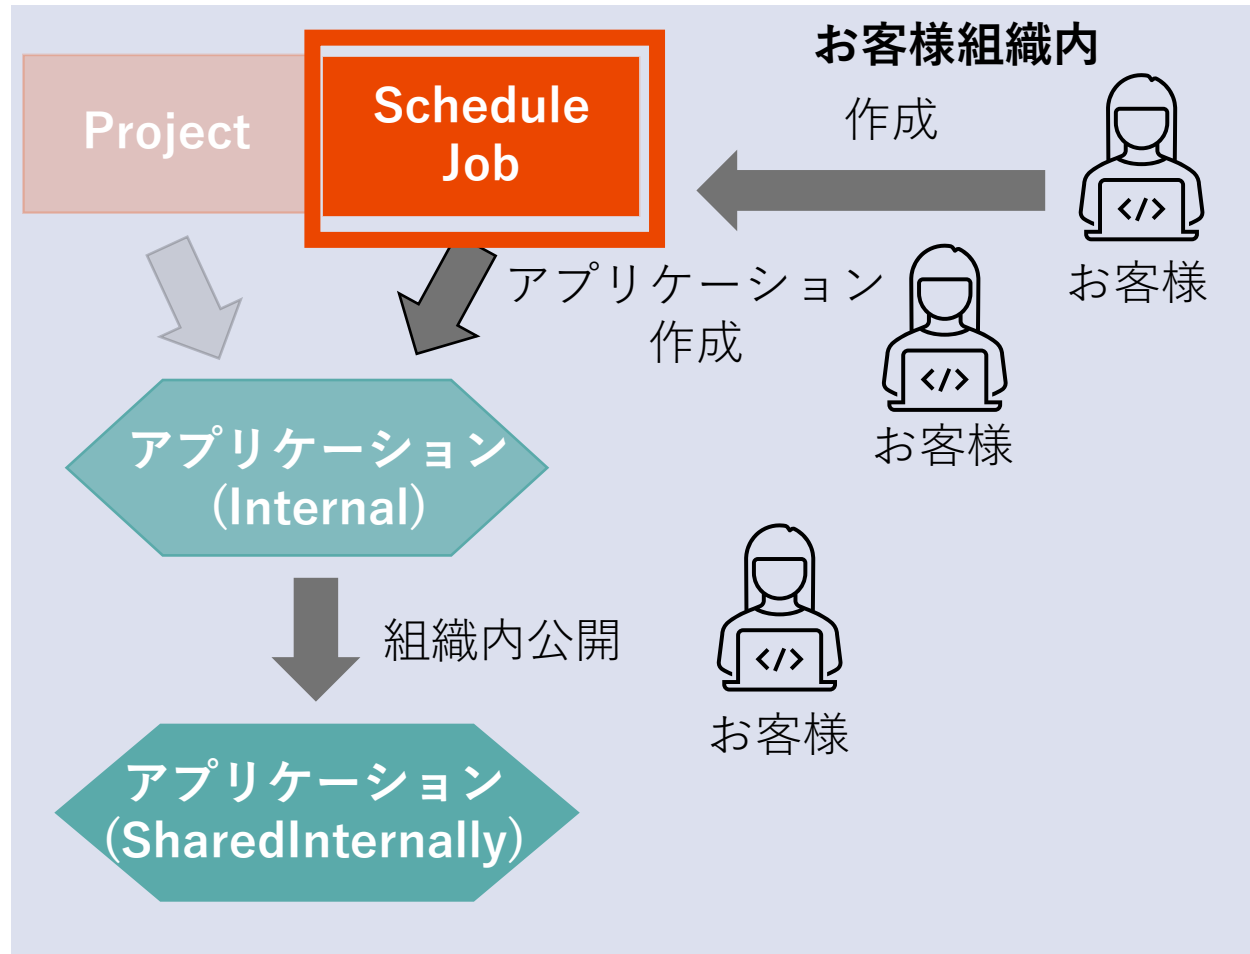 お客様組織内
Project
Schedule
Job
作成
</>
お客様
アプリケーション
作成
</>
お客様
アプリケーション
(Internal)
組織内公開
</>
お客様
アプリケーション
(SharedInternally)